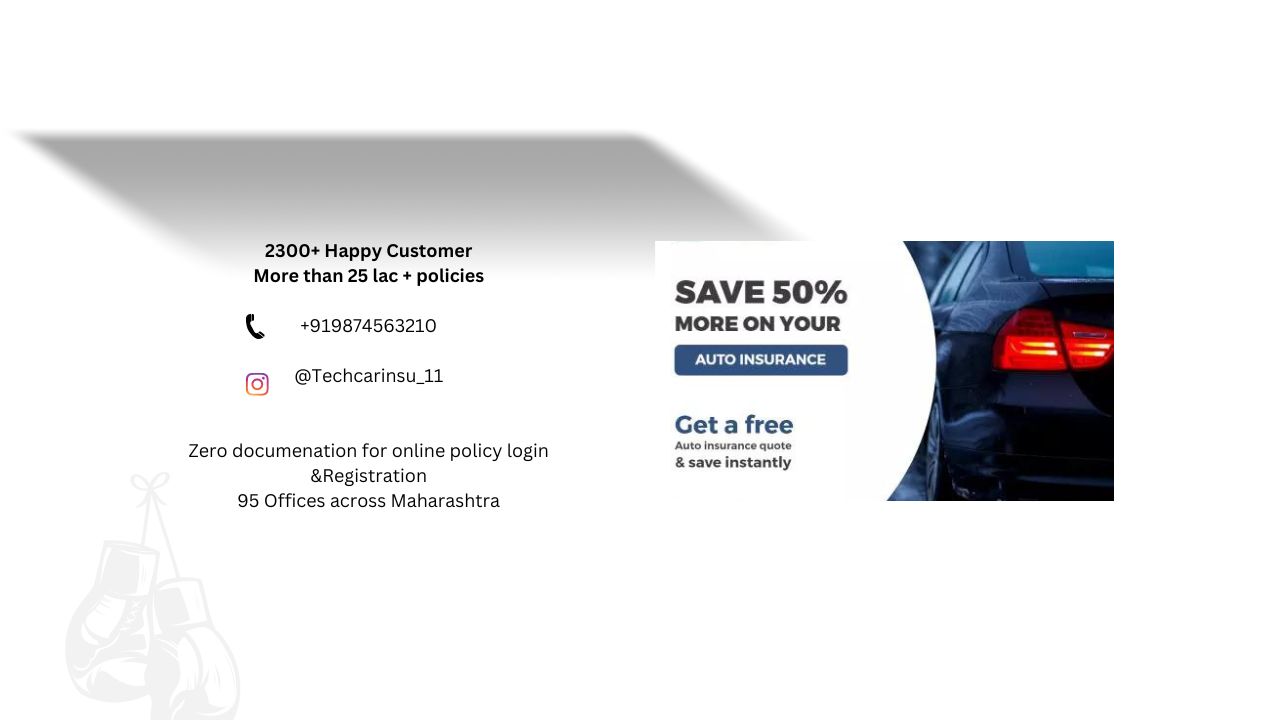 2300+ Happy Customer
More than 25 lac + policies
+919874563210
@Techcarinsu_11
Zero documenation for online policy login
&Registration
95 Offices across Maharashtra
SAVE 50%
MORE ON YOUR
AUTO INSURANCE
Get a free
Auto insurance quote
& save instantly